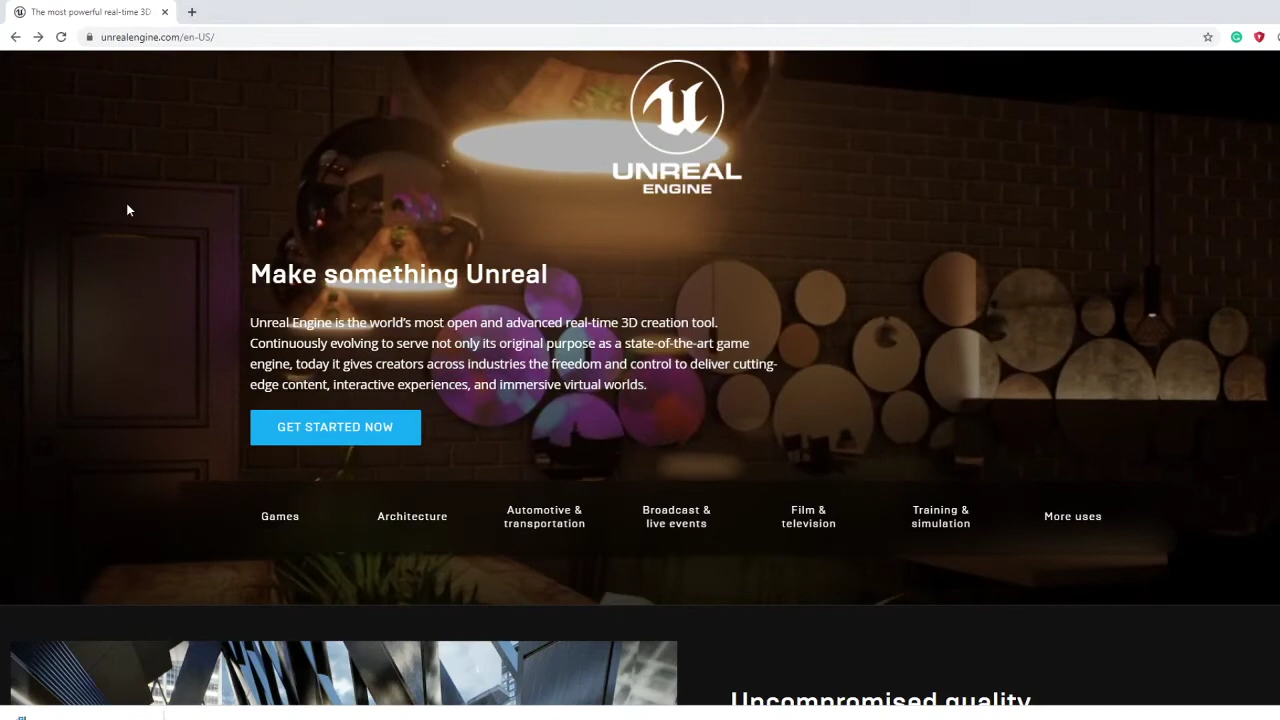 The most powerful real-time 3D
unrealengine.com/en-US/
UNREAL
ENGINE
Make something Unreal
Unreal Engine is the world's most open and advanced real-time 3D creation tool.
Continuously evolving to serve not only its original purpose as a state-of-the-art game
engine, today it gives creators across industries the freedom and control to deliver cutting-
edge content, interactive experiences, and immersive virtual worlds.
GET STARTED NOW
Games
Architecture
Automotive &
transportation
Broadcast &
live events
Film &
television
Training &
simulation
More uses
Uncompromised quality